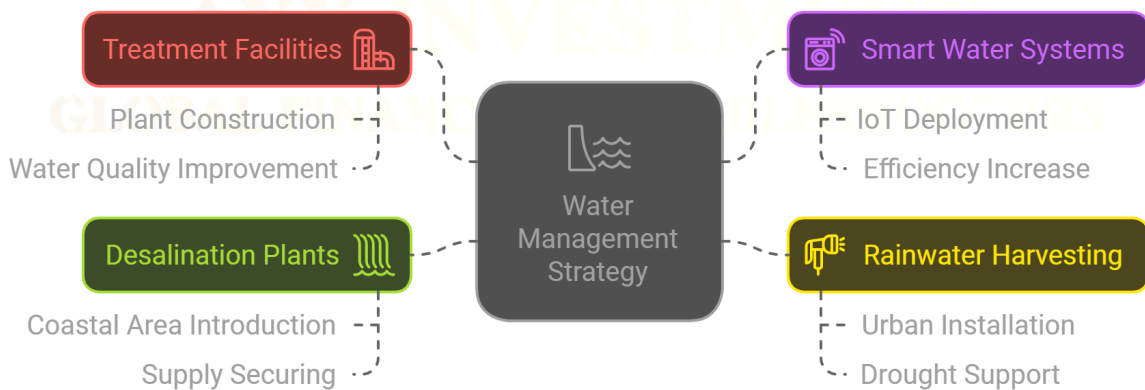 Treatment Facilities
Plant Construction
Water Quality Improvement
Desalination Plants
Coastal Area Introduction
Supply Securing
Water
Management
Strategy
Smart Water Systems
IoT Deployment
Efficiency Increase
Rainwater Harvesting
Urban Installation
Drought Support